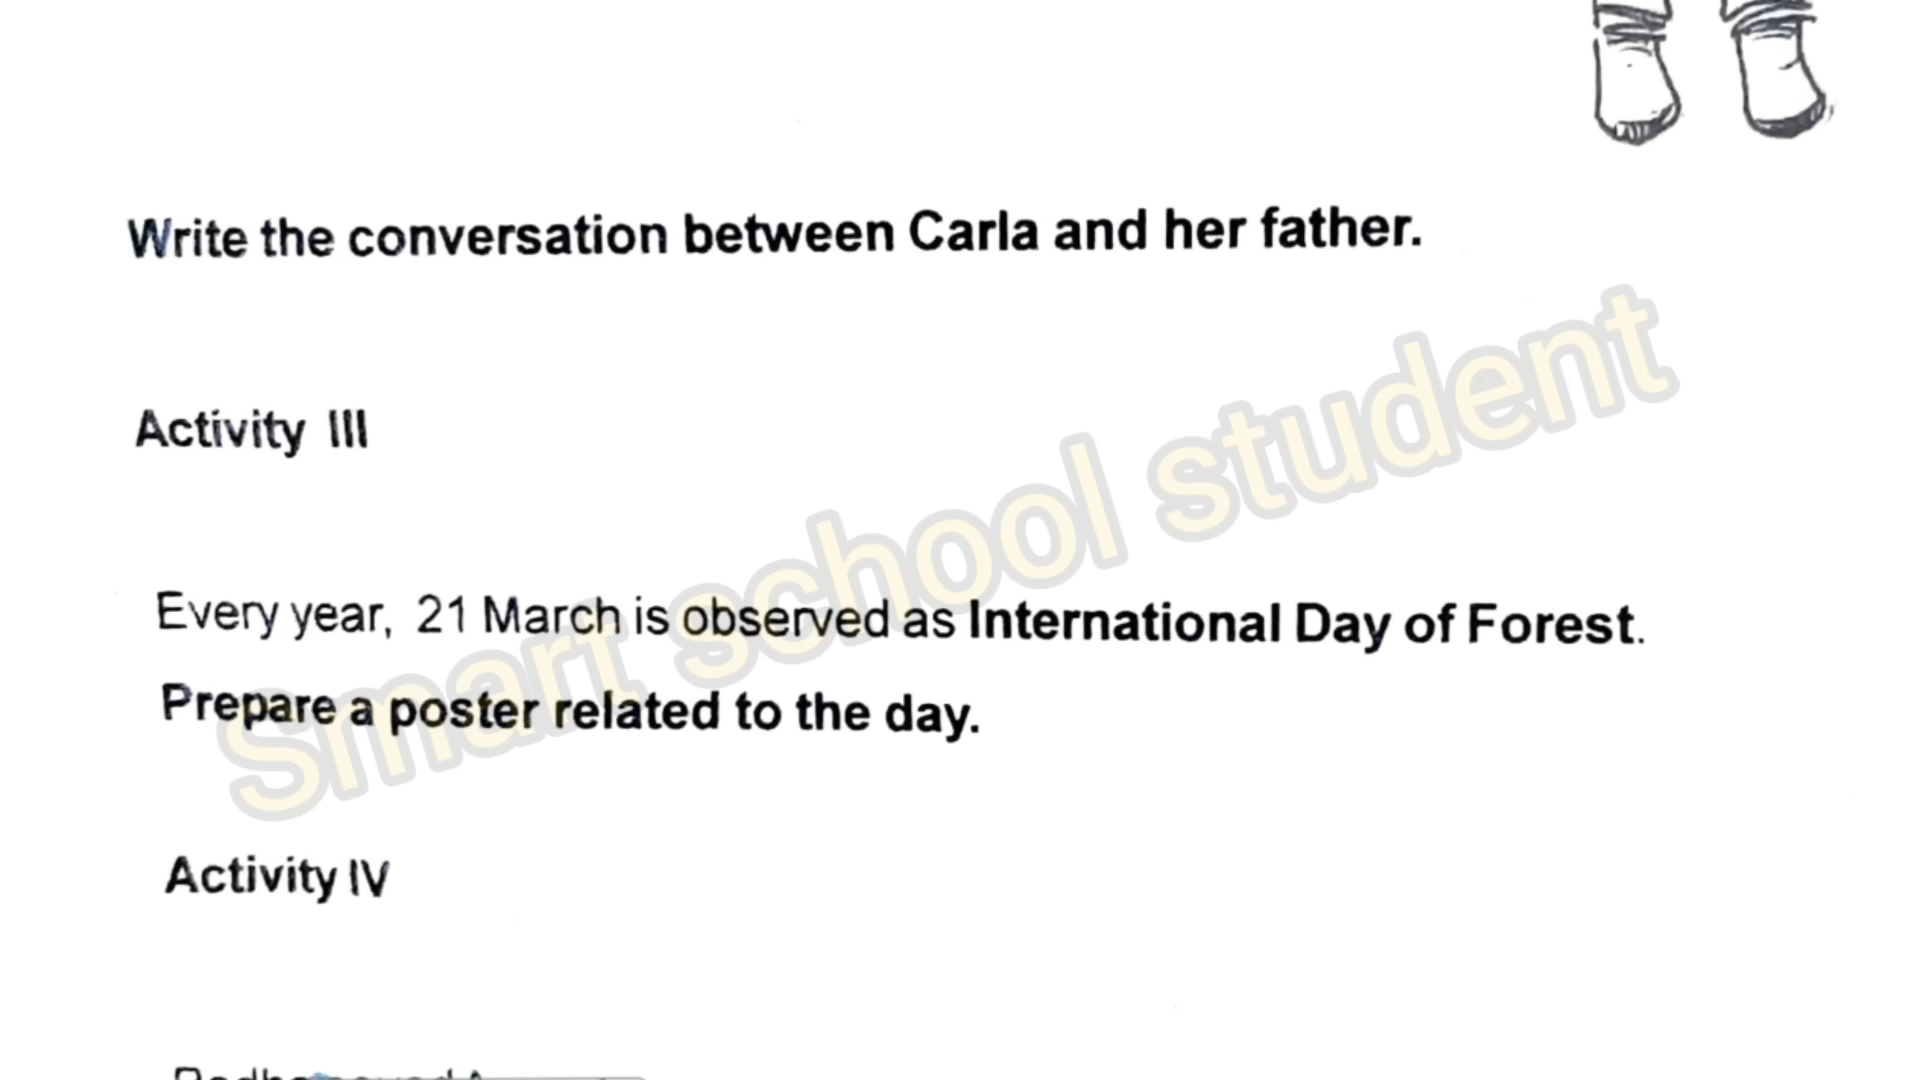 Write the conversation between Carla and her father.
Activity III
Every year, 21 March is observed as International Day of Forest.
Prepare a poster related to the day.
Smart school student
Activity IV